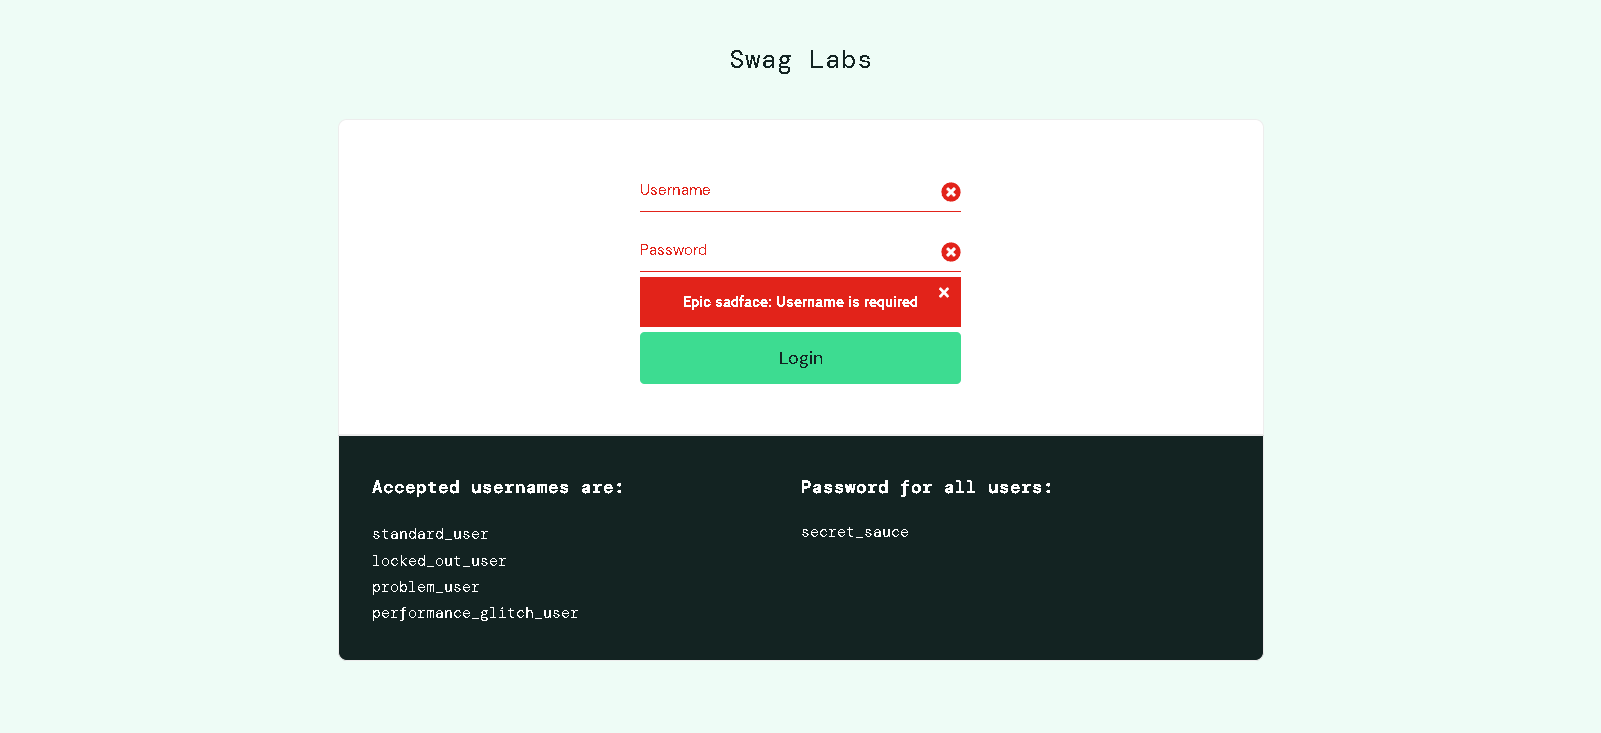 Swag Labs
Username
Password
Epic sadface: Username is required
Login
Accepted usernames are:
standard_user
locked_out_user
problem_user
performance_glitch_user
Password for all users:
secret_sauce